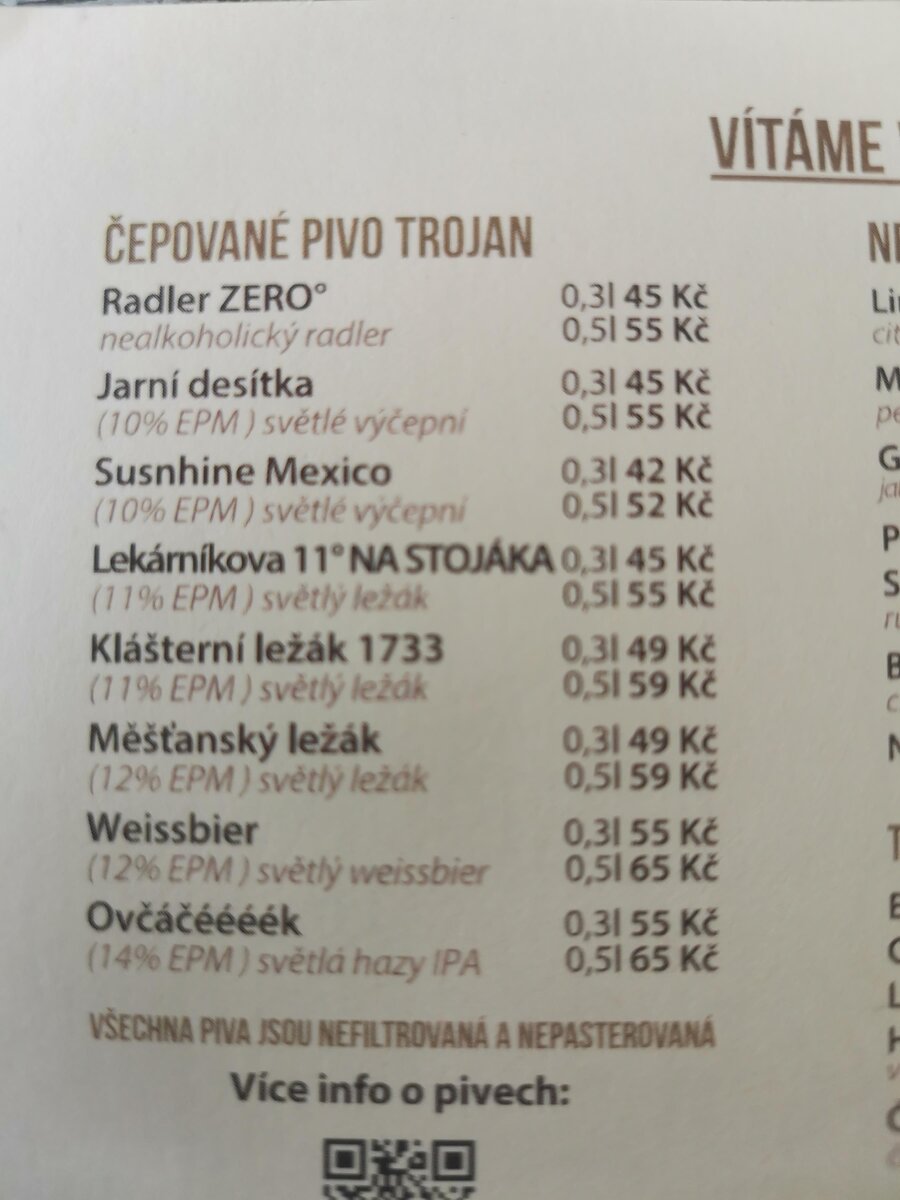 VÍTÁME
ČEPOVANÉ PIVO TROJAN
Radler ZERO° 0,3l 45 Kč
nealkoholický radler 0,5l 55 Kč
Jarní desítka 0,3l 45 Kč
(10% EPM ) světlé výčepní 0,5l 55 Kč
Susnhine Mexico 0,3l 42 Kč
(10% EPM ) světlé výčepní 0,5l 52 Kč
Lekárníkova 11° NA STOJÁKA 0,3l 45 Kč
(11% EPM ) světlý ležák 0,5l 55 Kč
Klášterní ležák 1733 0,3l 49 Kč
(11% EPM ) světlý ležák 0,5l 59 Kč
Měšťanský ležák 0,3l 49 Kč
(12% EPM ) světlý ležák 0,5l 59 Kč
Weissbier 0,3l 55 Kč
(12% EPM ) světlý weissbier 0,5l 65 Kč
Ovčáčééééék 0,3l 55 Kč
(14% EPM ) světlá hazy IPA 0,5l 65 Kč
VŠECHNA PIVA JSOU NEFILTROVANÁ A NEPASTEROVANÁ
Více info o pivech: